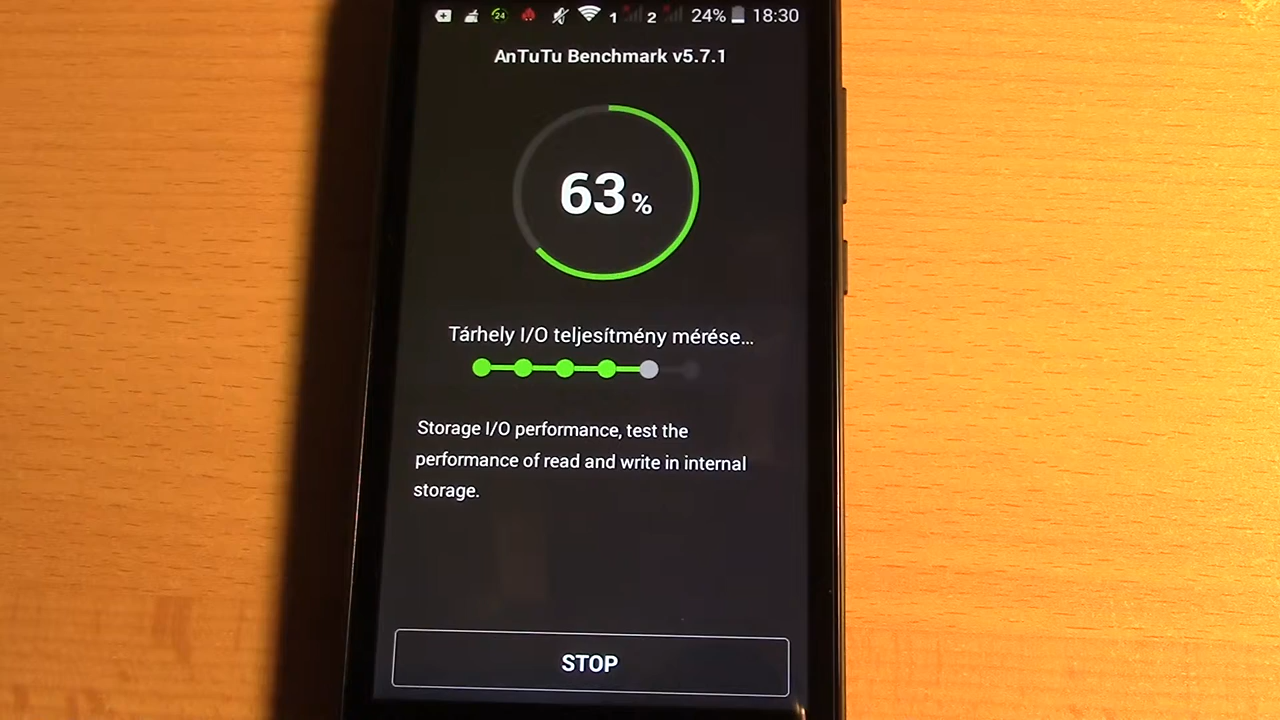 24 1 2 24% 18:30
AnTuTu Benchmark v5.7.1
63 %
Tárhely I/O teljesítmény mérése...
Storage I/O performance, test the
performance of read and write in internal
storage.
STOP